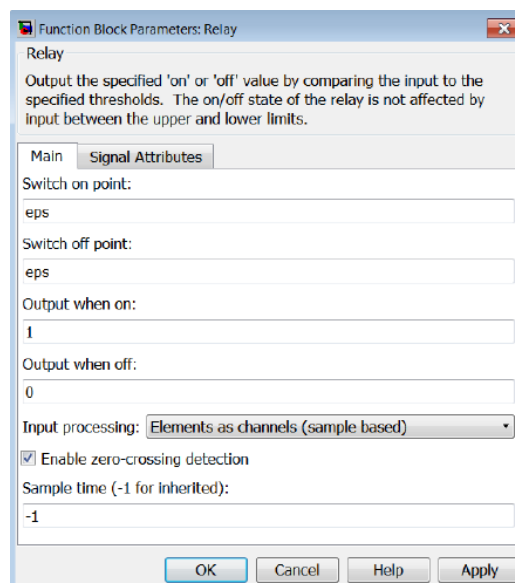 Function Block Parameters: Relay
Relay
Output the specified 'on' or 'off' value by comparing the input to the
specified thresholds.  The on/off state of the relay is not affected by
input between the upper and lower limits.
Main
Signal Attributes
Switch on point:
eps
Switch off point:
eps
Output when on:
1
Output when off:
0
Input processing: Elements as channels (sample based)
Enable zero-crossing detection
Sample time (-1 for inherited):
-1
OK
Cancel
Help
Apply